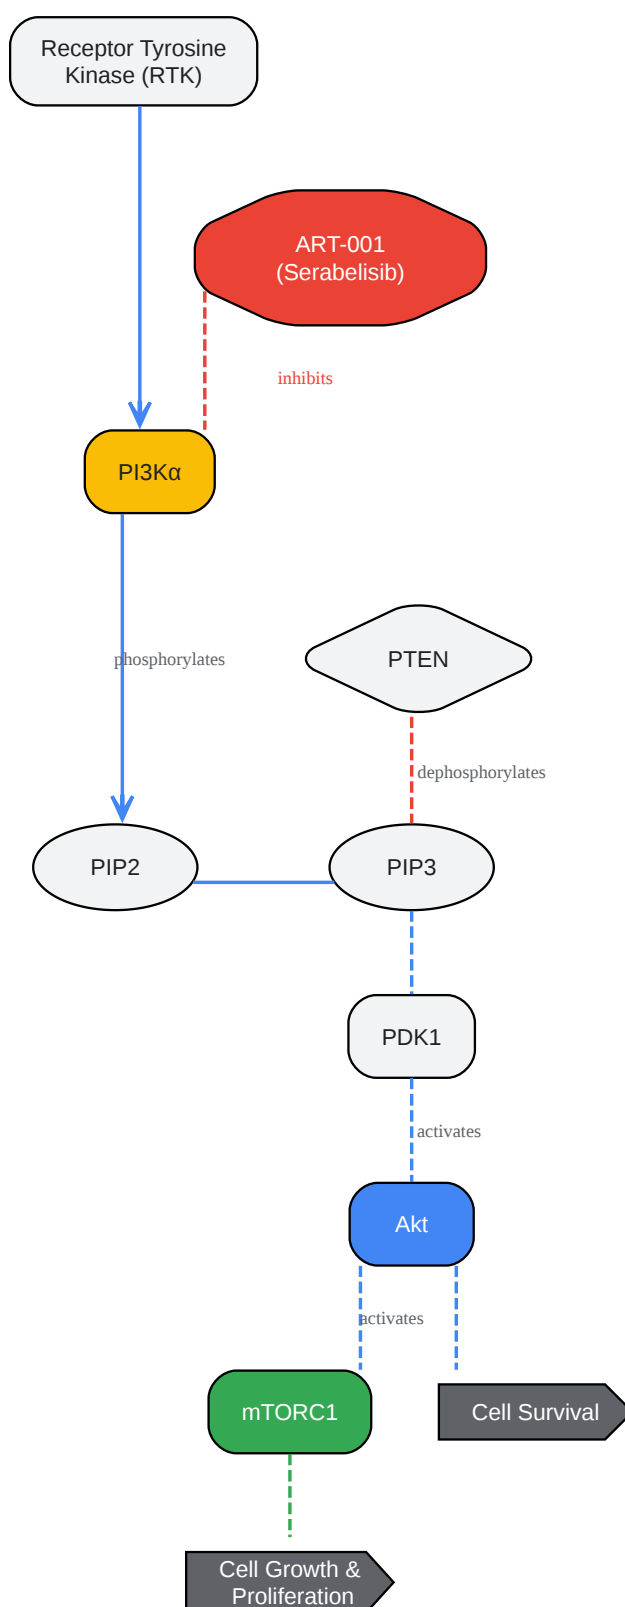 Receptor Tyrosine
Kinase (RTK)
ART-001
(Serabelisib)
inhibits
PI3Kα
phosphorylates
PTEN
dephosphorylates
PIP2
PIP3
PDK1
activates
Akt
activates
mTORC1
Cell Survival
Cell Growth &
Proliferation